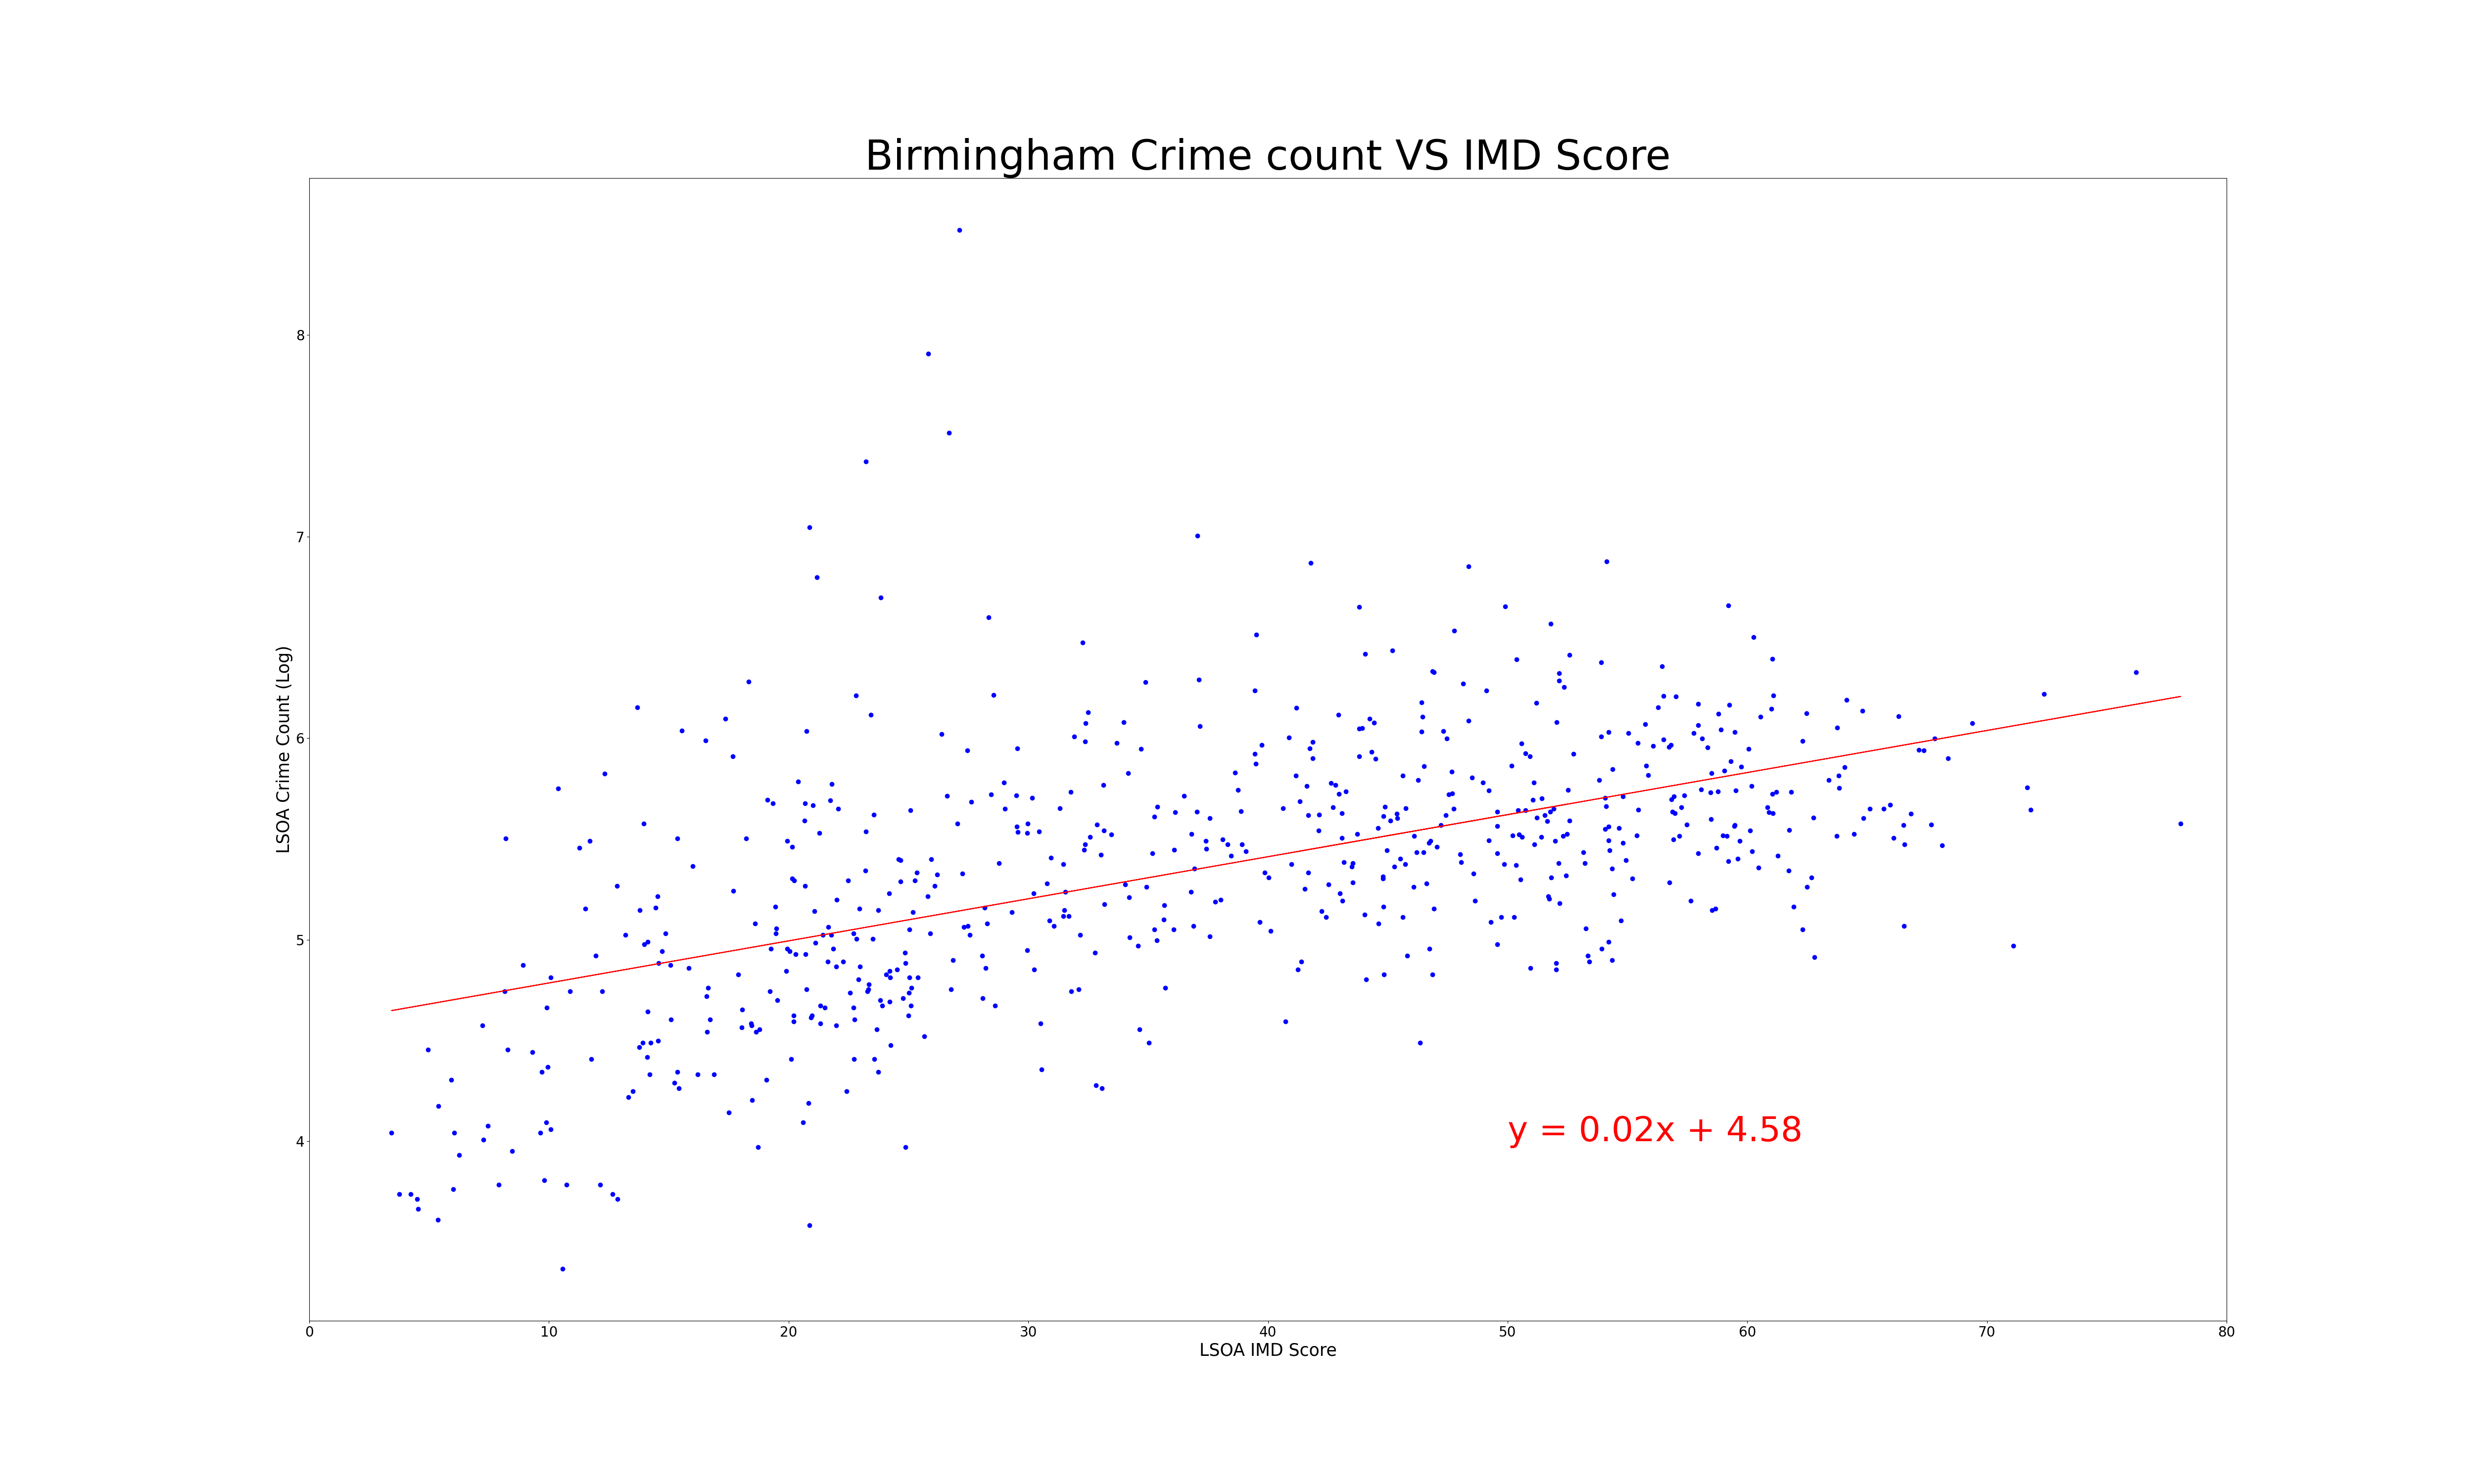 Birmingham Crime count VS IMD Score
8
7
6
5
4
LSOA Crime Count (Log)
y = 0.02x + 4.58
0 10 20 30 40 50 60 70 80
LSOA IMD Score